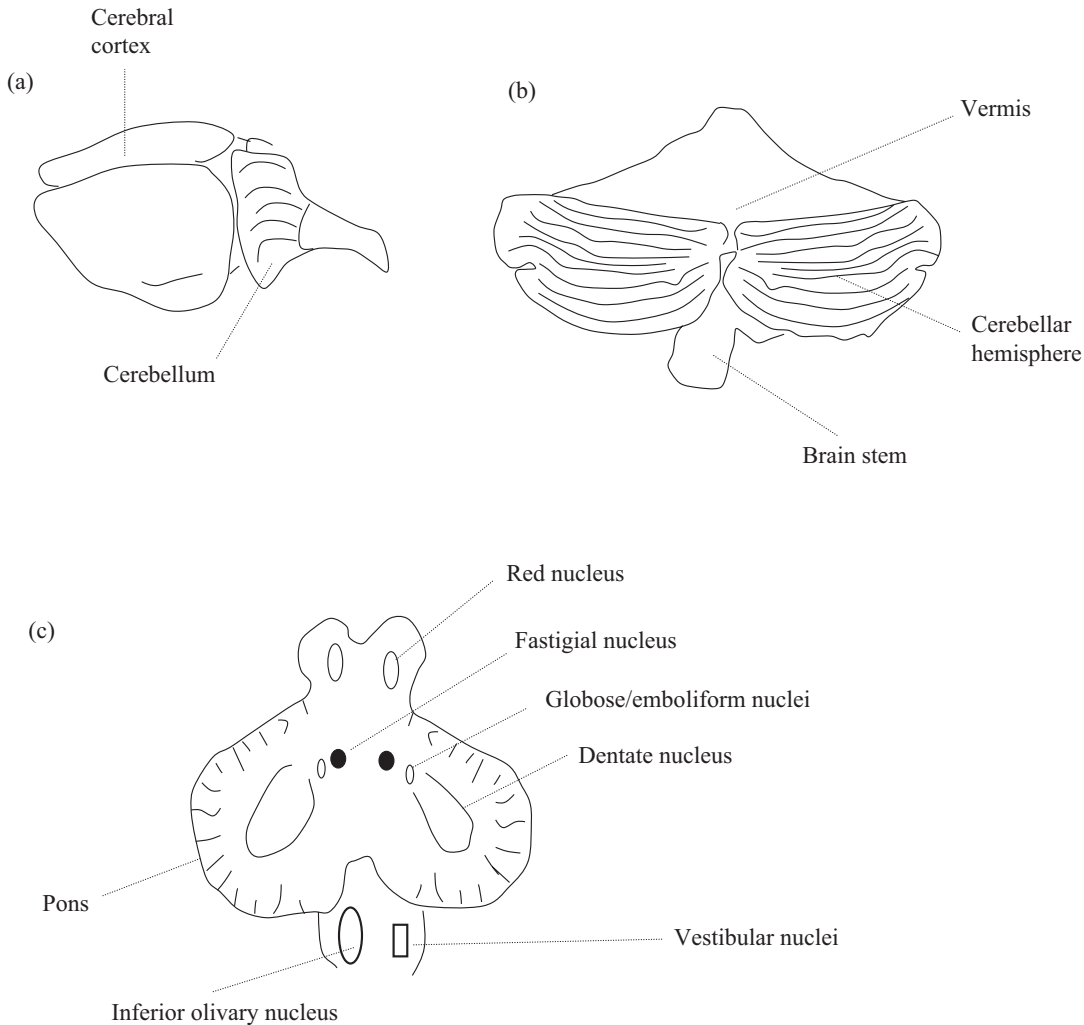 Cerebral
cortex
(a)
(b)
Vermis
Cerebellar
hemisphere
Cerebellum
Brain stem
(c)
Red nucleus
Fastigial nucleus
Globose/emboliform nuclei
Dentate nucleus
Pons
Vestibular nuclei
Inferior olivary nucleus